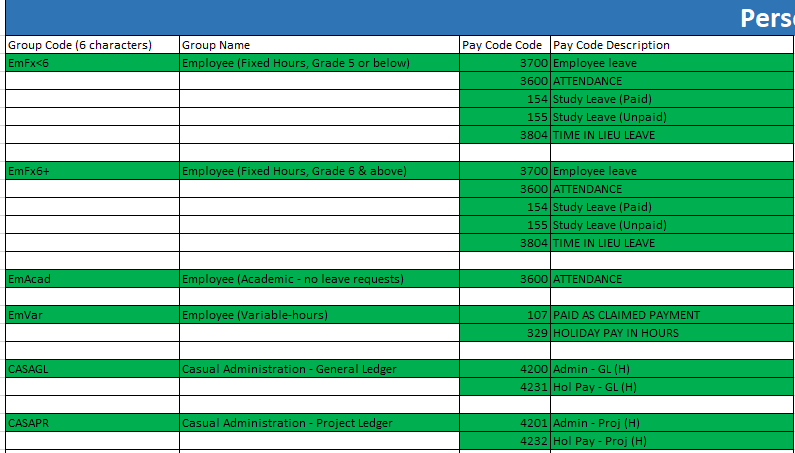 Perso
Group Code (6 characters) Group Name Pay Code Code Pay Code Description
EmFx<6 Employee (Fixed Hours, Grade 5 or below) 3700 Employee leave
3600 ATTENDANCE
154 Study Leave (Paid)
155 Study Leave (Unpaid)
3804 TIME IN LIEU LEAVE
EmFx6+ Employee (Fixed Hours, Grade 6 & above) 3700 Employee leave
3600 ATTENDANCE
154 Study Leave (Paid)
155 Study Leave (Unpaid)
3804 TIME IN LIEU LEAVE
EmAcad Employee (Academic - no leave requests) 3600 ATTENDANCE
EmVar Employee (Variable-hours) 107 PAID AS CLAIMED PAYMENT
329 HOLIDAY PAY IN HOURS
CASAGL Casual Administration - General Ledger 4200 Admin - GL (H)
4231 Hol Pay - GL (H)
CASAPR Casual Administration - Project Ledger 4201 Admin - Proj (H)
4232 Hol Pay - Proj (H)